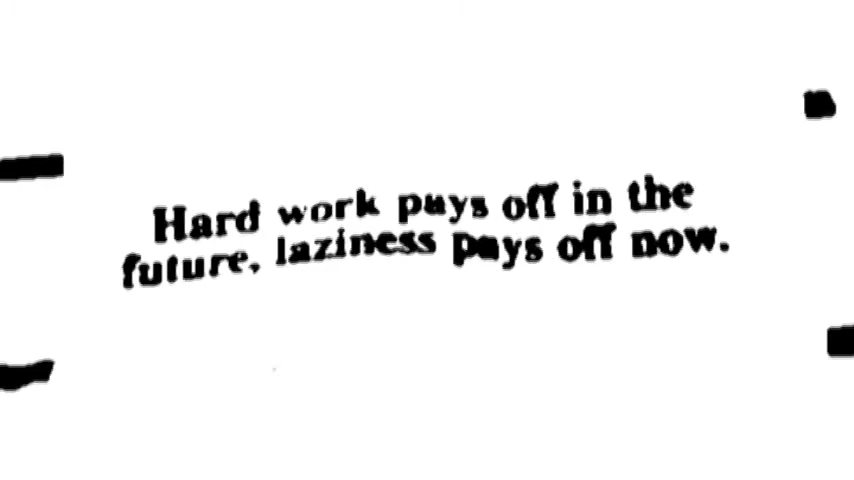 Hard work pays off in the
future, laziness pays off now.